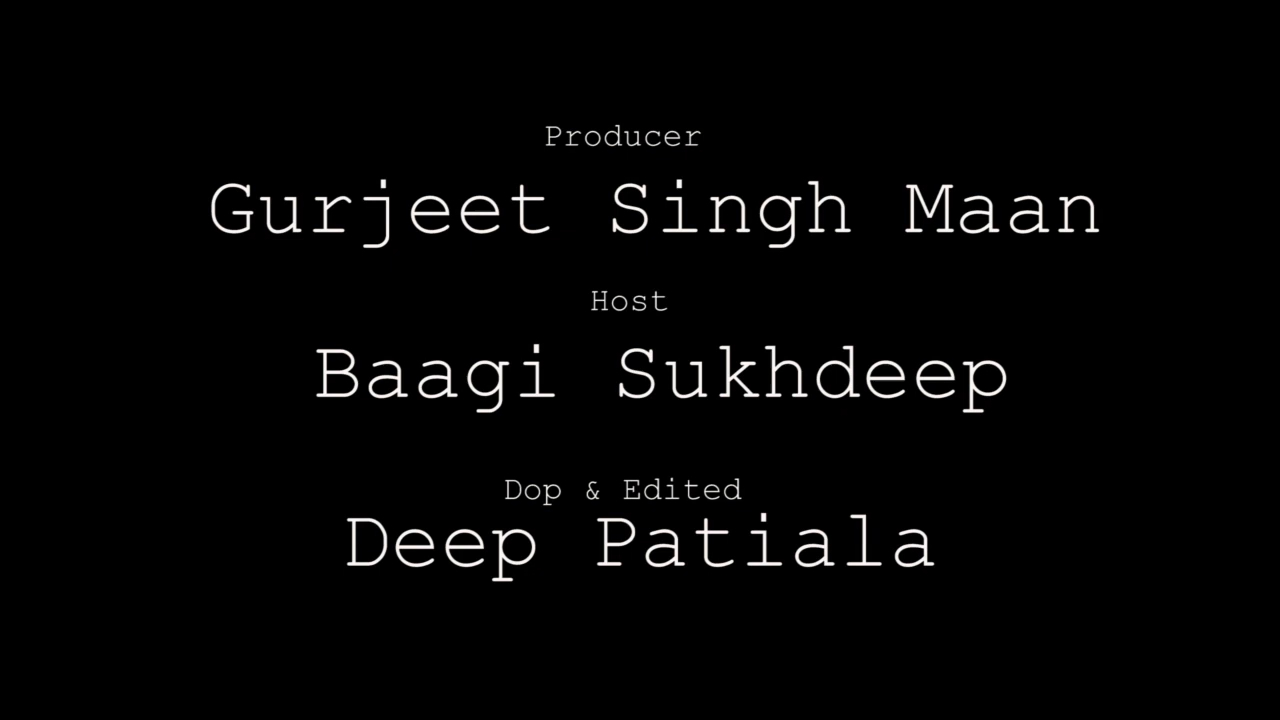 Producer
Gurjeet Singh Maan
Host
Baagi Sukhdeep
Dop & Edited
Deep Patiala